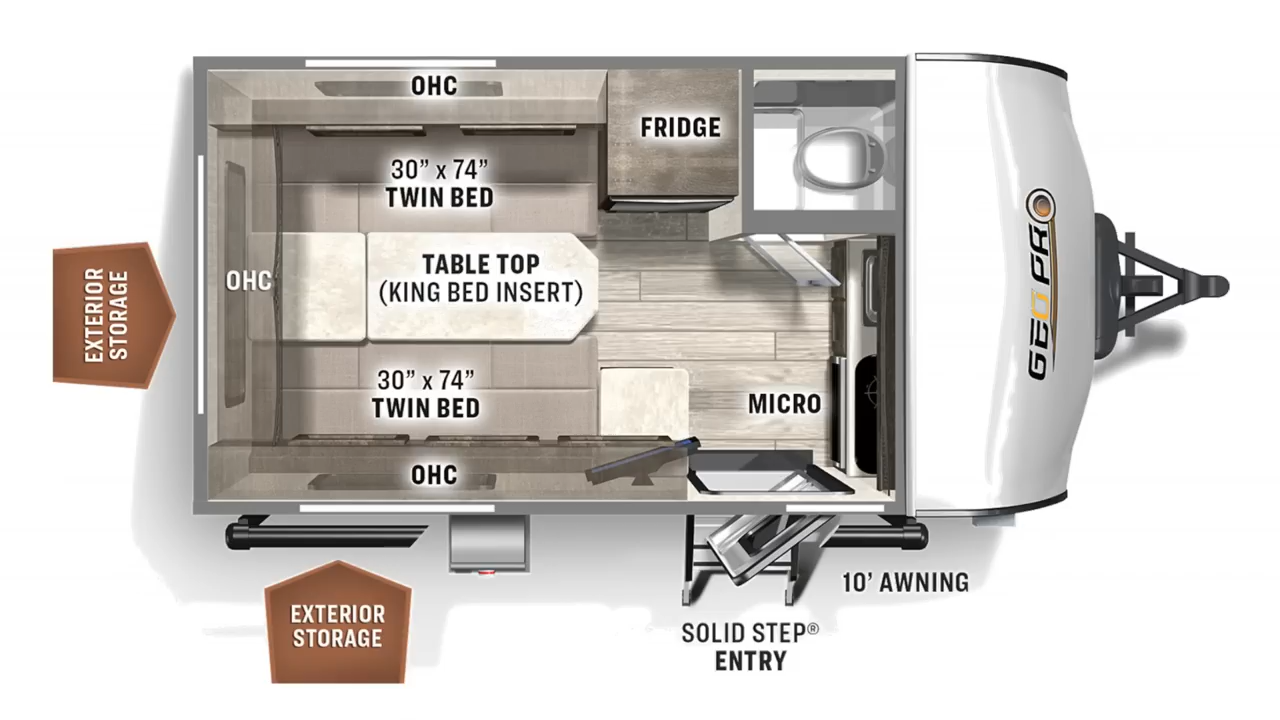 OHC
FRIDGE
30” x 74”
TWIN BED
OHC
TABLE TOP
(KING BED INSERT)
30” x 74”
TWIN BED
MICRO
OHC
GEO PRO
EXTERIOR
STORAGE
EXTERIOR
STORAGE
10’ AWNING
SOLID STEP®
ENTRY